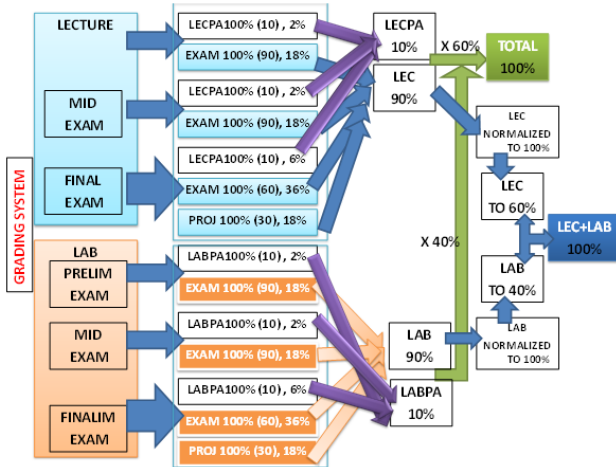 GRADING SYSTEM
LECTURE
MID
EXAM
FINAL
EXAM
LECPA100% (10) , 2%
EXAM 100% (90), 18%
LECPA100% (10) , 2%
EXAM 100% (90), 18%
LECPA100% (10) , 6%
EXAM 100% (60), 36%
PROJ 100% (30), 18%
LAB
PRELIM
EXAM
MID
EXAM
FINALIM
EXAM
LABPA100% (10) , 2%
EXAM 100% (90), 18%
LABPA100% (10) , 2%
EXAM 100% (90), 18%
LABPA100% (10) , 6%
EXAM 100% (60), 36%
PROJ 100% (30), 18%
LECPA
10%
LEC
90%
X 60%
TOTAL
100%
LEC
NORMALIZED
TO 100%
LEC
TO 60%
LEC+LAB
100%
X 40%
LAB
TO 40%
LAB
NORMALIZED
TO 100%
LAB
90%
LABPA
10%